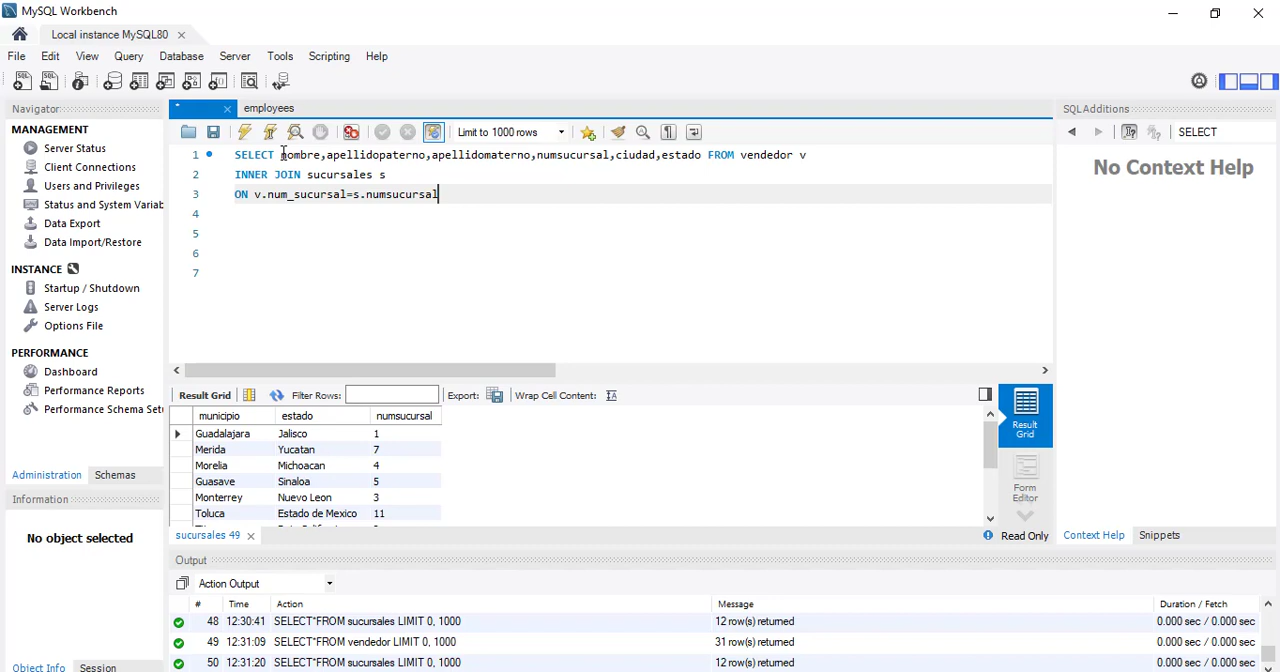 MySQL Workbench
Local instance MySQL80
File Edit View Query Database Server Tools Scripting Help
Navigator
MANAGEMENT
Server Status
Client Connections
Users and Privileges
Status and System Variab
Data Export
Data Import/Restore
INSTANCE
Startup / Shutdown
Server Logs
Options File
PERFORMANCE
Dashboard
Performance Reports
Performance Schema Setu
Administration Schemas
Information
No object selected
Object Info Session
employees
Limit to 1000 rows
1 SELECT nombre,apellidopaterno,apellidomaterno,numsucursal,ciudad,estado FROM vendedor v
2 INNER JOIN sucursales s
3 ON v.num_sucursal=s.numsucursal
4
5
6
7
Result Grid Filter Rows: Export: Wrap Cell Content:
municipio estado numsucursal
Guadalajara Jalisco 1
Merida Yucatan 7
Morelia Michoacan 4
Guasave Sinaloa 5
Monterrey Nuevo Leon 3
Toluca Estado de Mexico 11
Result Grid
Form Editor
sucursales 49
Read Only
Output
Action Output
# Time Action Message Duration / Fetch
48 12:30:41 SELECT*FROM sucursales LIMIT 0, 1000 12 row(s) returned 0.000 sec / 0.000 sec
49 12:31:09 SELECT*FROM vendedor LIMIT 0, 1000 31 row(s) returned 0.000 sec / 0.000 sec
50 12:31:20 SELECT*FROM sucursales LIMIT 0, 1000 12 row(s) returned 0.000 sec / 0.000 sec
SQLAdditions
SELECT
No Context Help
Context Help Snippets